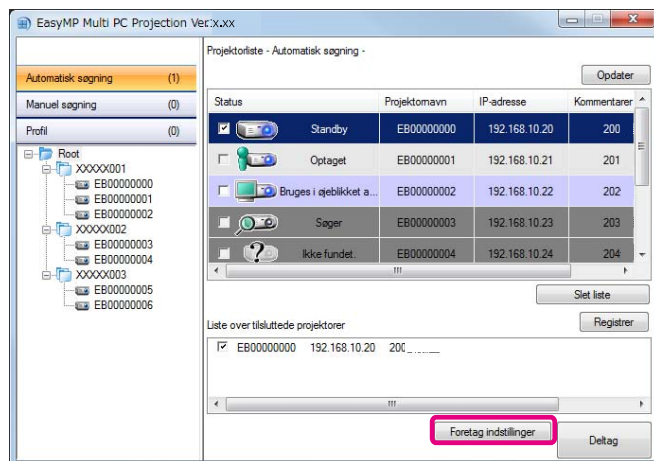 EasyMP Multi PC Projection Ver.x.xx
Projektorliste - Automatisk søgning -
Automatisk søgning (1)
Manuel søgning (0)
Profil (0)
Root
XXXXX001
EB00000000
EB00000001
EB00000002
XXXXX002
EB00000003
EB00000004
XXXXX003
EB00000005
EB00000006
Opdater
Status Projektornavn IP-adresse Kommentarer
Standby EB00000000 192.168.10.20 200
Optaget EB00000001 192.168.10.21 201
Bruges i øjeblikket a... EB00000002 192.168.10.22 202
Søger EB00000003 192.168.10.23 203
Ikke fundet. EB00000004 192.168.10.24 204
Slet liste
Liste over tilsluttede projektorer
Registrer
EB00000000 192.168.10.20 200
Foretag indstillinger
Deltag